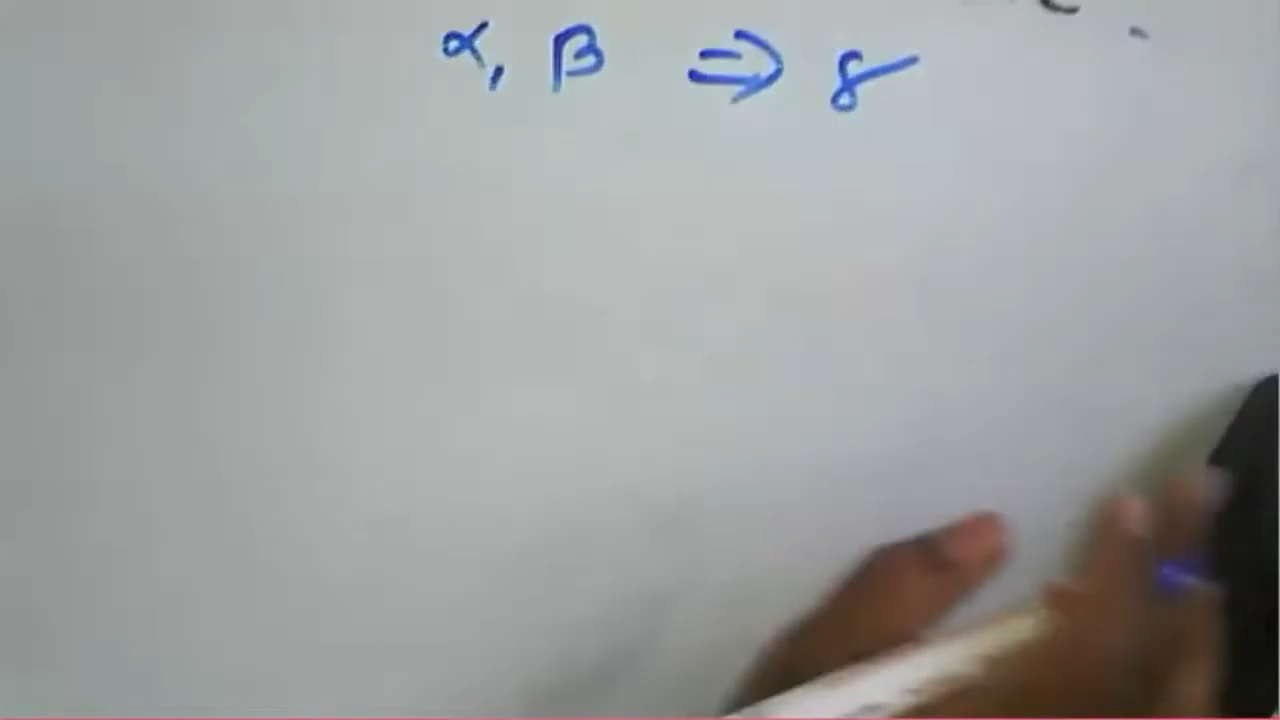 α, β ⇒ γ